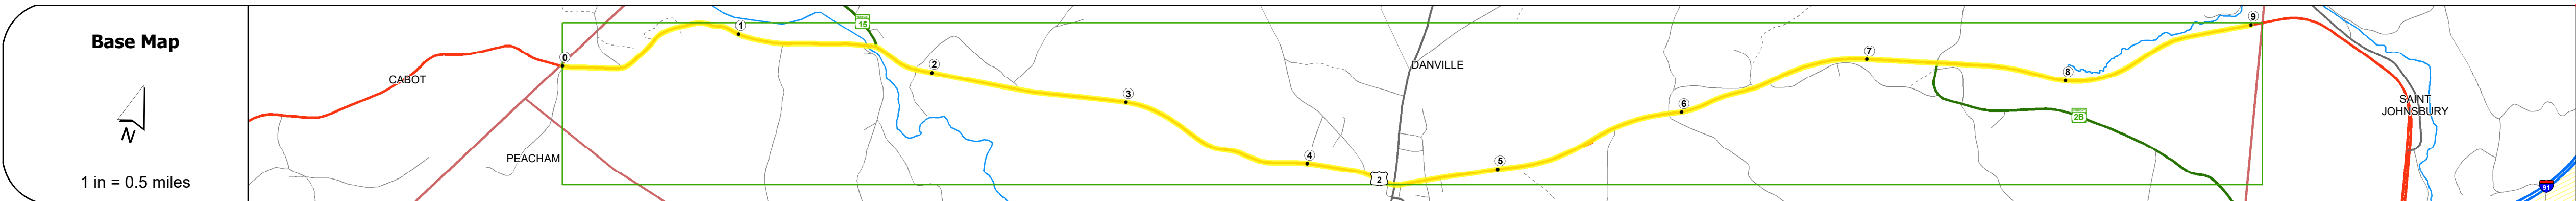 Base Map
N
1 in = 0.5 miles
CABOT
PEACHAM
0
1
15
2
3
4
2
DANVILLE
5
6
7
2B
8
9
SAINT
JOHNSBURY
91